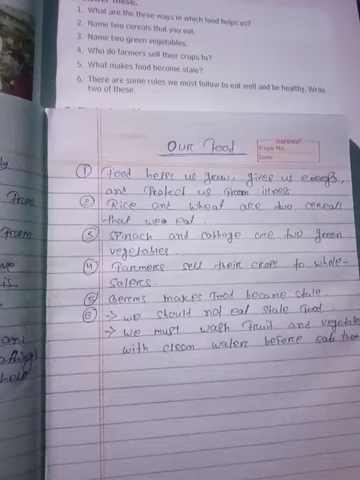 these.
1. What are the three ways in which food helps us?
2. Name two cereals that you eat.
3. Name two green vegetables.
4. Who do farmers sell their crops to?
5. What makes food become stale?
6. There are some rules we must follow to eat well and be healthy. Write
two of these.
Our Food
Page No.
Date
① Food helps us grow, gives us energy,
and Protect us from illness
② Rice and wheat are two cereals
that we eat.
③ Spinach and cabbage are two green
vegetables.
④ Farmers sell their crops to whole-
salers.
⑤ Germs makes food become stale.
⑥ → we should not eat stale food.
→ we must wash fruit and vegetables
with clean waters before eat them